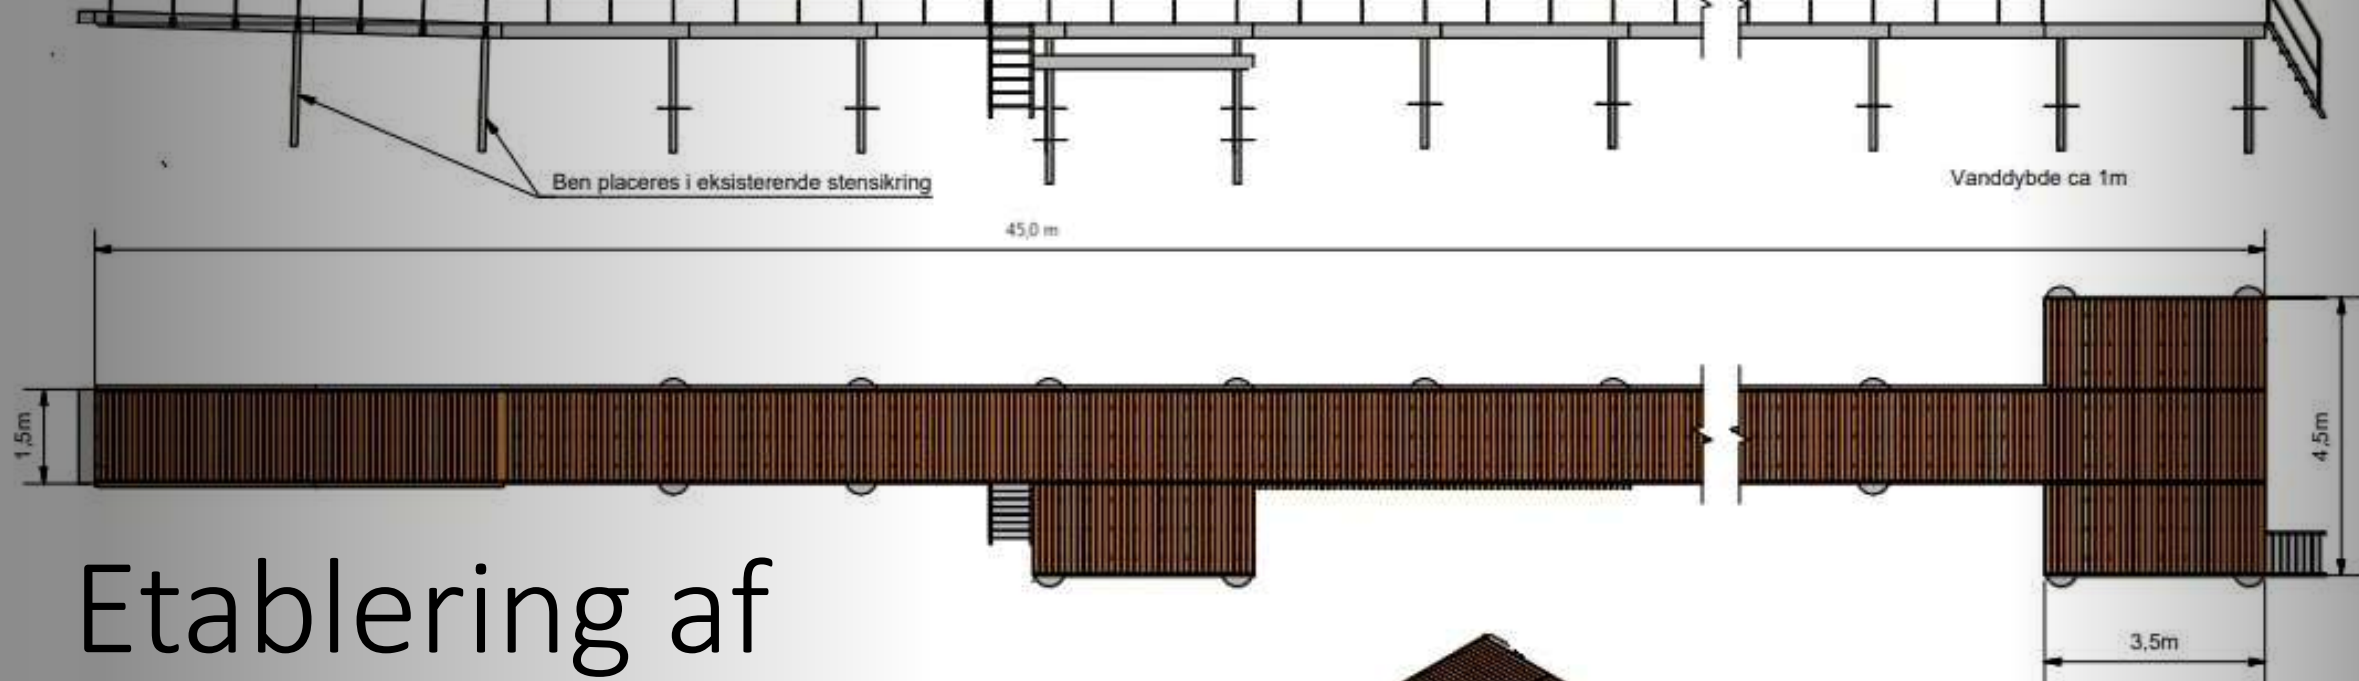 Ben placeres i eksisterende stensikring
Vanddybde ca 1m
45,0 m
1,5m
4,5m
Etablering af
3,5m